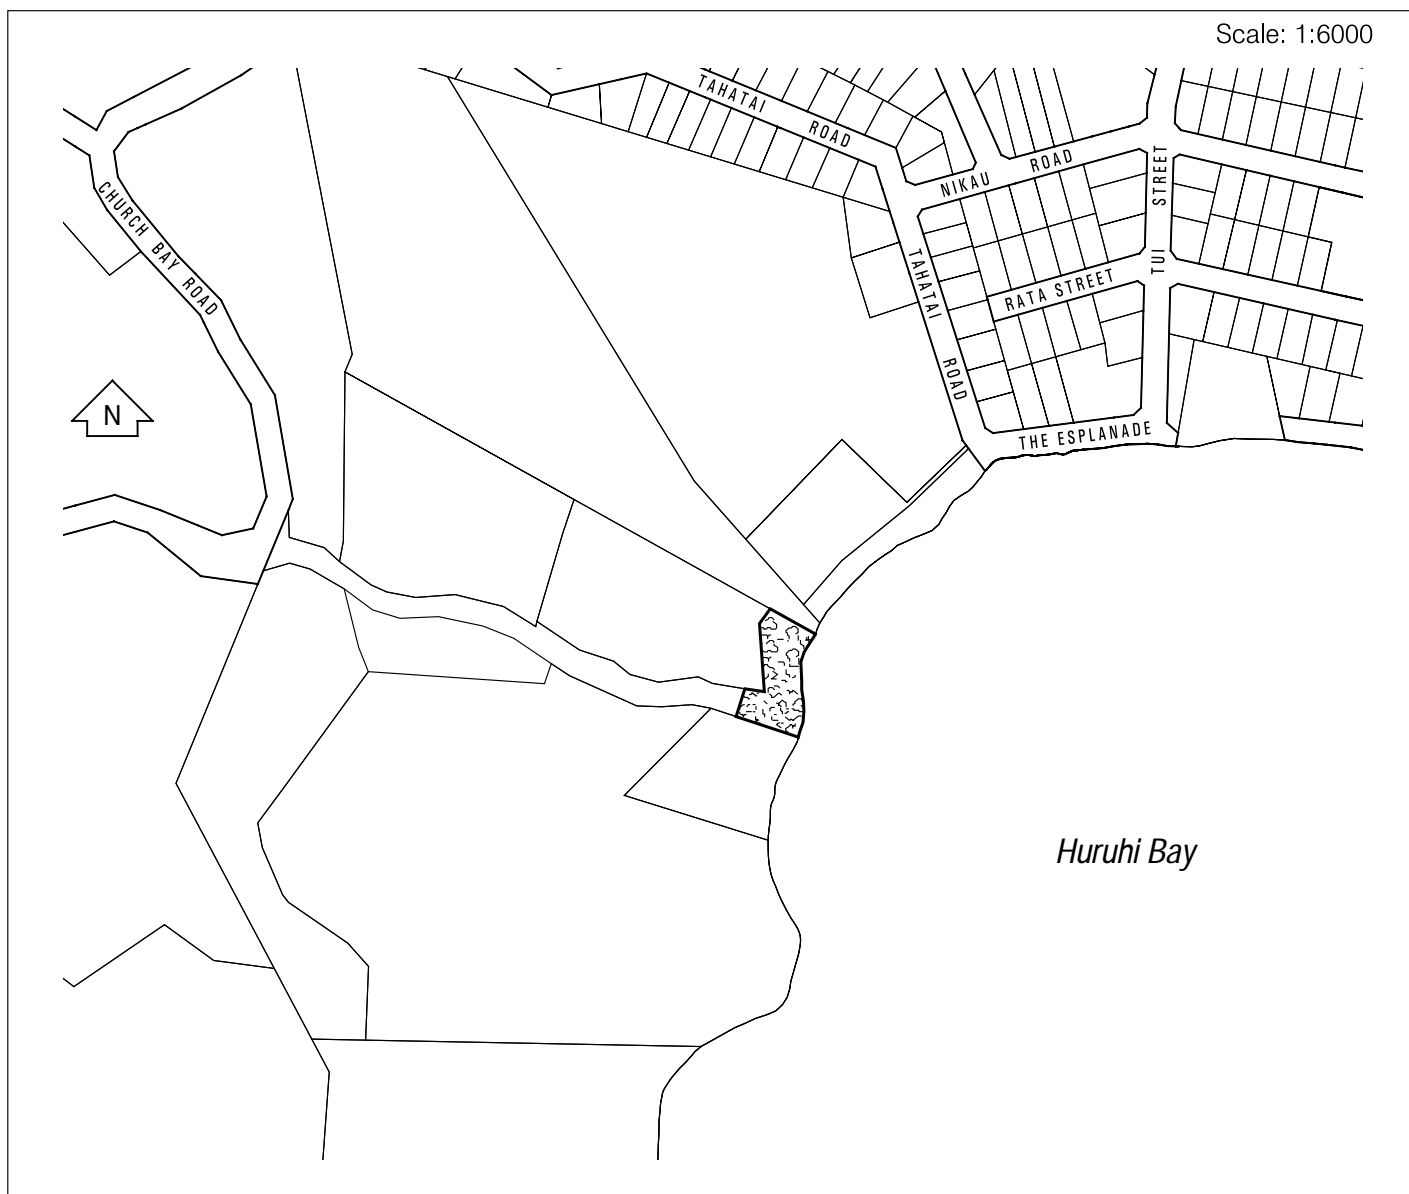 Scale: 1:6000
TAHATAI ROAD
NIKAU ROAD
TUI STREET
CHURCH BAY ROAD
TAHATAI ROAD
RATA STREET
THE ESPLANADE
N
Huruhi Bay